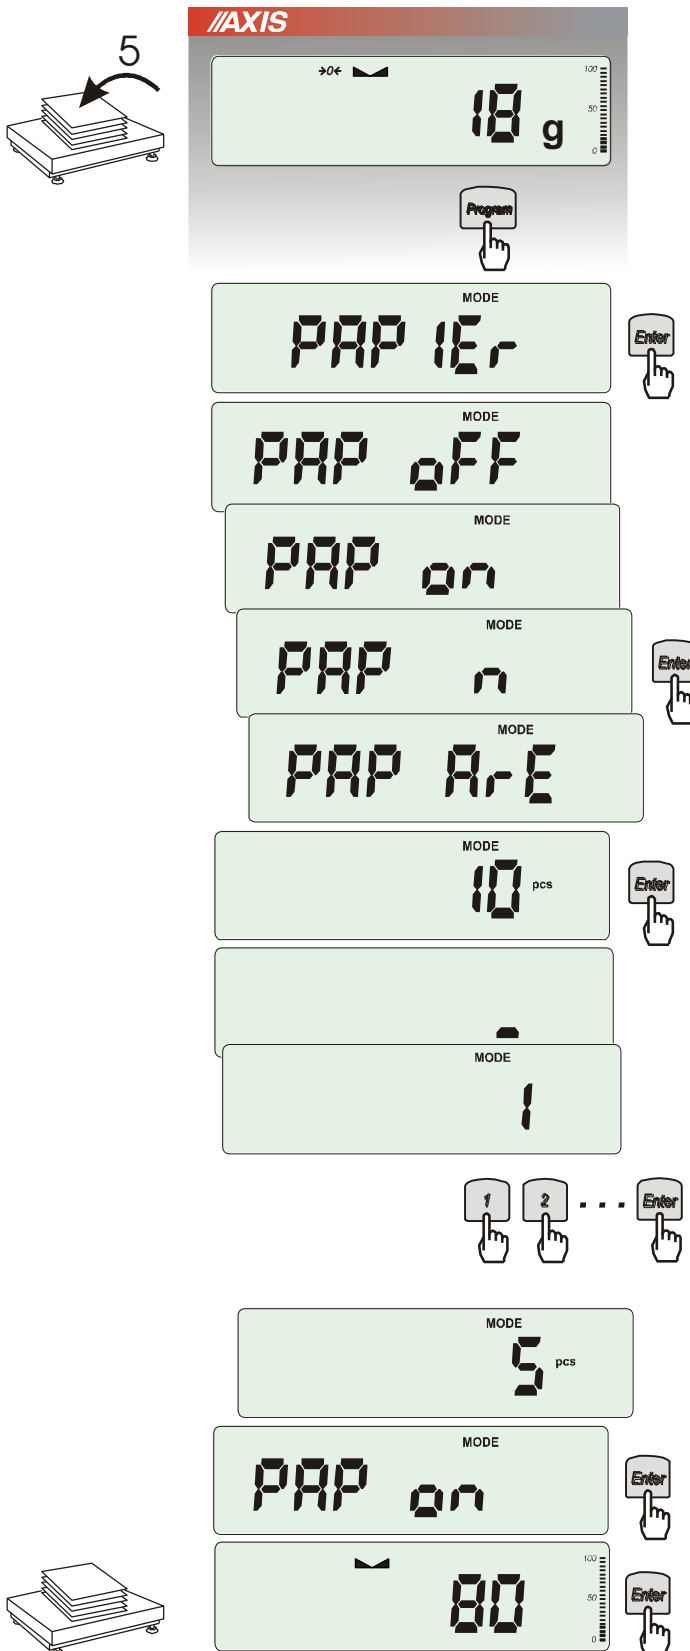 AXIS
5
→0←
100
50
0
18 g
Program
MODE
PAPIEr
Enter
MODE
PAP oFF
MODE
PAP on
MODE
PAP n
Enter
MODE
PAP ArE
MODE
10 pcs
Enter
-
MODE
1
1 2 ... Enter
MODE
5 pcs
MODE
PAP on
Enter
100
50
0
80
Enter